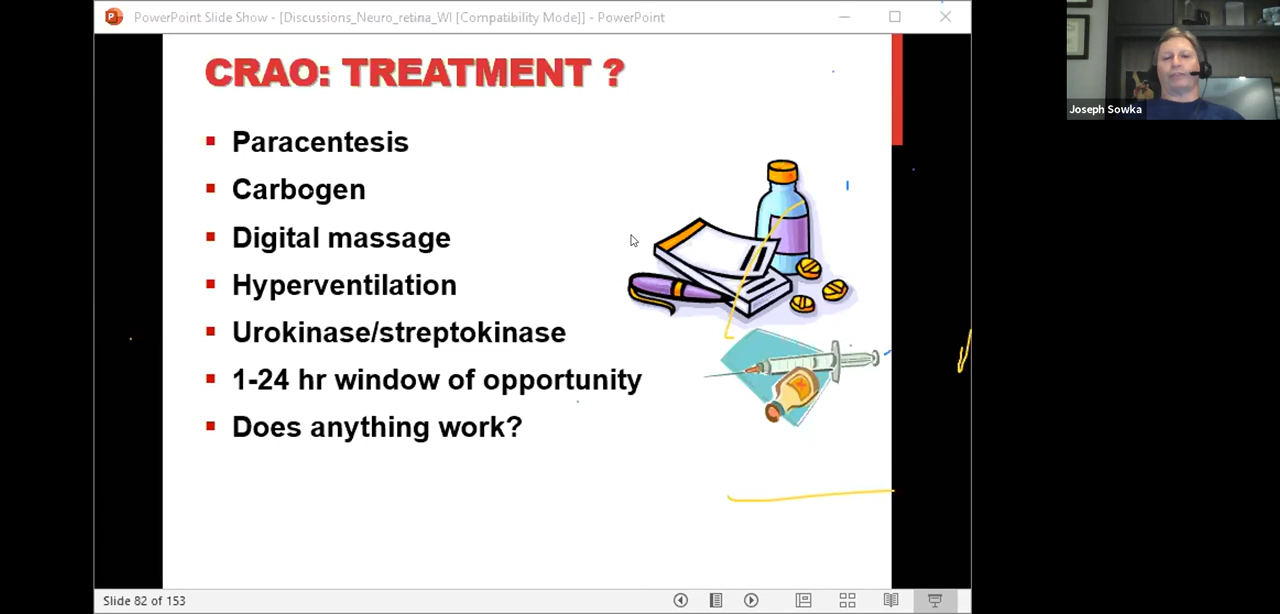 PowerPoint Slide Show - [Discussions_Neuro_retina_WI [Compatibility Mode]] - PowerPoint
CRAO: TREATMENT ?
Paracentesis
Carbogen
Digital massage
Hyperventilation
Urokinase/streptokinase
1-24 hr window of opportunity
Does anything work?
Slide 82 of 153
Joseph Sowka